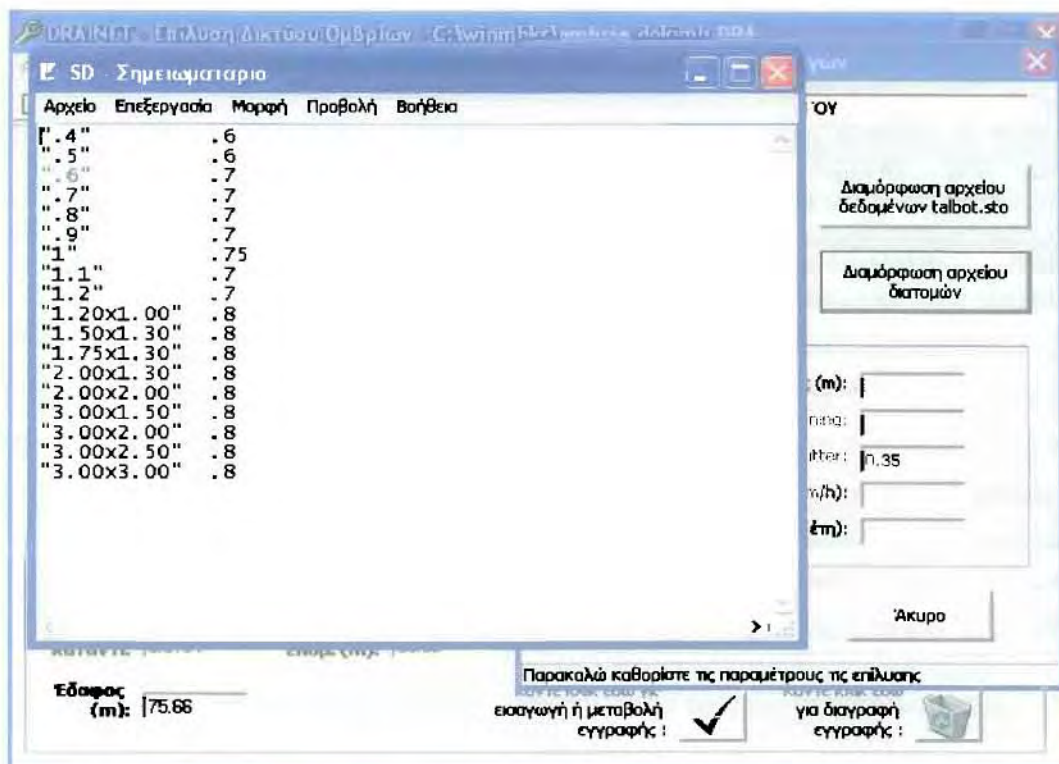 DRAINET - Επίλυση Δικτύου Ομβρίων
SD - Σημειωματάριο
Αρχείο Επεξεργασία Μορφή Προβολή Βοήθεια
".4" .6
".5" .6
".6" .7
".7" .7
".8" .7
".9" .7
"1" .75
"1.1" .7
"1.2" .7
"1.20x1.00" .8
"1.50x1.30" .8
"1.75x1.30" .8
"2.00x1.30" .8
"2.00x2.00" .8
"3.00x1.50" .8
"3.00x2.00" .8
"3.00x2.50" .8
"3.00x3.00" .8
ΌΥ
Διαμόρφωση αρχείου
δεδομένων talbot.sto
Διαμόρφωση αρχείου
διατομών
(m):
0.35
m/h):
έτη):
Άκυρο
Παρακαλώ καθορίστε τις παραμέτρους τις επίλυσης
Έδαφος
(m): 75.66
εισαγωγή ή μεταβολή
εγγραφής :
για διαγραφή
εγγραφής :